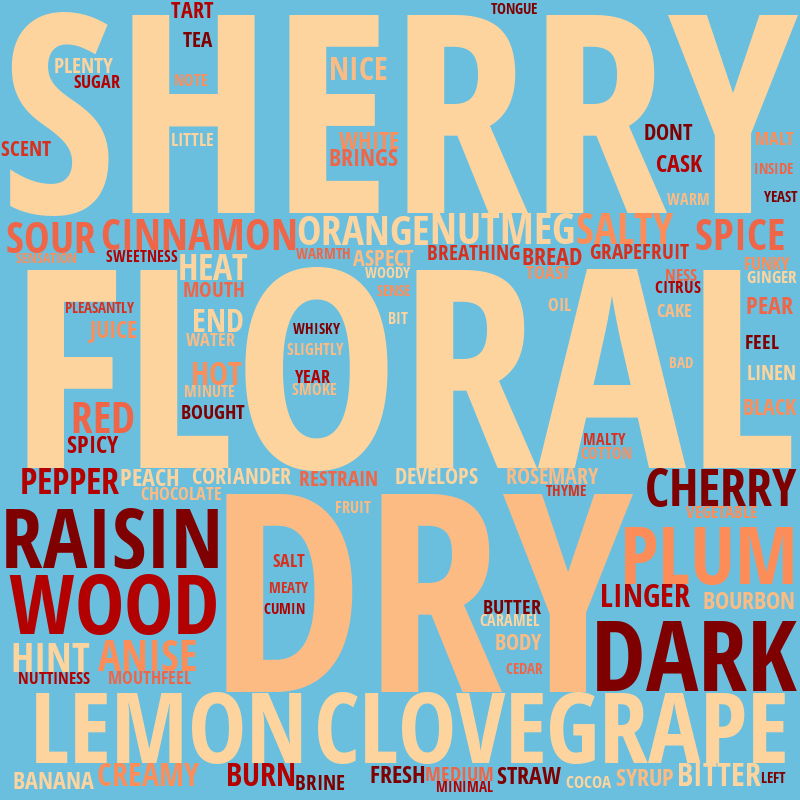 TONGUE
TART
TEA
PLENTY
SUGAR
NOTE
NICE
SHERRY
LITTLE
WHITE
BRINGS
DONT
CASK
MALT
INSIDE
SCENT
WARM
YEAST
SOUR
CINNAMON
ORANGE
NUTMEG
SALTY
SPICE
SENSATION
SWEETNESS
HEAT
WARMTH
ASPECT
BREATHING
BREAD
GRAPEFRUIT
FUNKY
WOODY
TOAST
NESS
GINGER
MOUTH
SENSE
CITRUS
PLEASANTLY
JUICE
END
WATER
BIT
OIL
CAKE
PEAR
FLORAL
WHISKY
SLIGHTLY
FEEL
HOT
MINUTE
YEAR
SMOKE
BAD
LINEN
RED
BOUGHT
BLACK
SPICY
MALTY
COTTON
PEPPER
PEACH
CORIANDER
RESTRAIN
DEVELOPS
ROSEMARY
CHERRY
CHOCOLATE
THYME
FRUIT
VEGETABLE
RAISIN
DRY
PLUM
SALT
WOOD
MEATY
CUMIN
BUTTER
CARAMEL
LINGER
BOURBON
HINT
ANISE
BODY
DARK
NUTTINESS
MOUTHFEEL
CEDAR
LEMON
CLOVE
GRAPE
BANANA
CREAMY
BURN
BRINE
FRESH
MEDIUM
MINIMAL
STRAW
COCOA
SYRUP
BITTER
LEFT